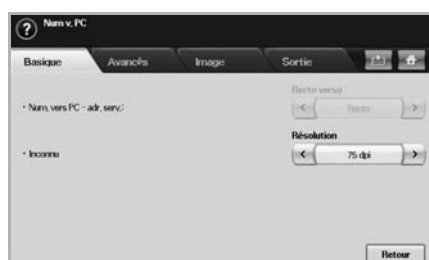 Num v, PC
Basique Avancés Image Sortie
Recto verso
• Num, vers PC - adr, serv,: Recto
Résolution
• Inconnu 75 dpi
Retour